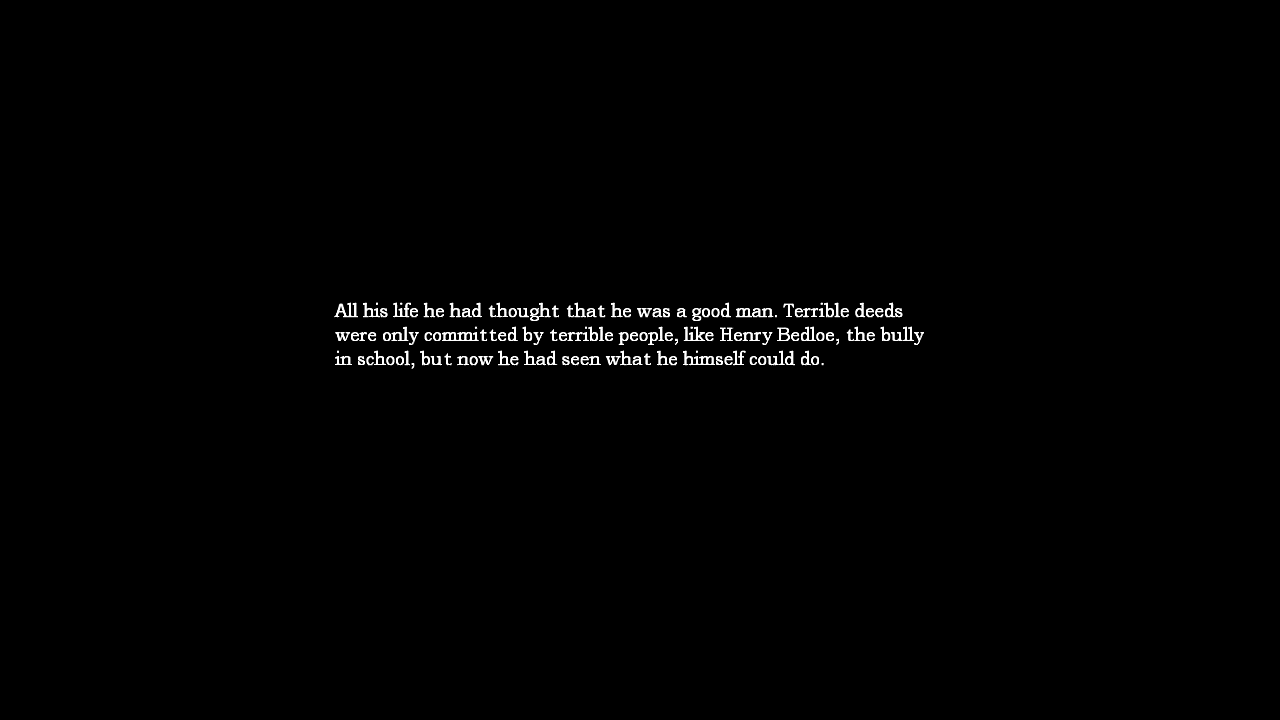 All his life he had thought that he was a good man. Terrible deeds
were only committed by terrible people, like Henry Bedloe, the bully
in school, but now he had seen what he himself could do.